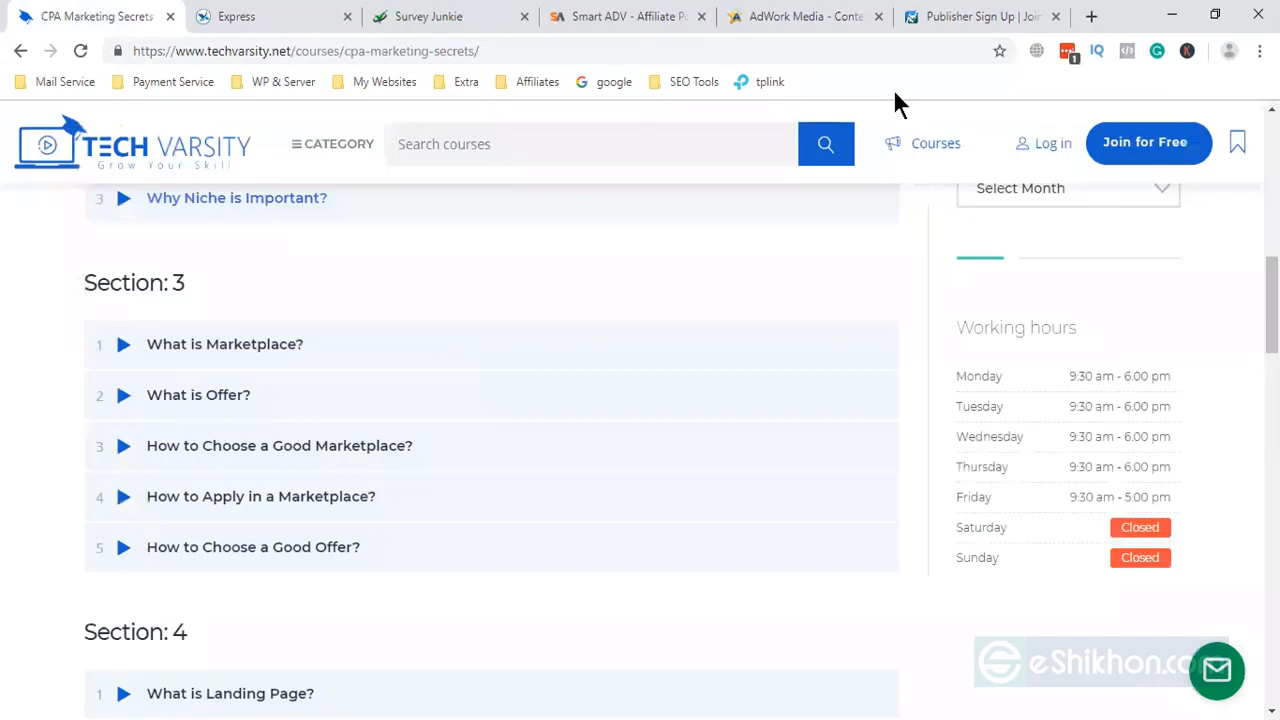 CPA Marketing Secrets
Express
Survey Junkie
Smart ADV - Affiliate Po
AdWork Media - Conte
Publisher Sign Up | Joi
https://www.techvarsity.net/courses/cpa-marketing-secrets/
1
IQ
K
Mail Service
Payment Service
WP & Server
My Websites
Extra
Affiliates
google
SEO Tools
tplink
TECH VARSITY
Grow Your Skill
CATEGORY
Search courses
Courses
Log in
Join for Free
3 Why Niche is Important?
Select Month
Section: 3
1 What is Marketplace?
2 What is Offer?
3 How to Choose a Good Marketplace?
4 How to Apply in a Marketplace?
5 How to Choose a Good Offer?
Working hours
Monday 9:30 am - 6.00 pm
Tuesday 9:30 am - 6.00 pm
Wednesday 9:30 am - 6.00 pm
Thursday 9:30 am - 6.00 pm
Friday 9:30 am - 5.00 pm
Saturday Closed
Sunday Closed
Section: 4
1 What is Landing Page?
eShikhon.com